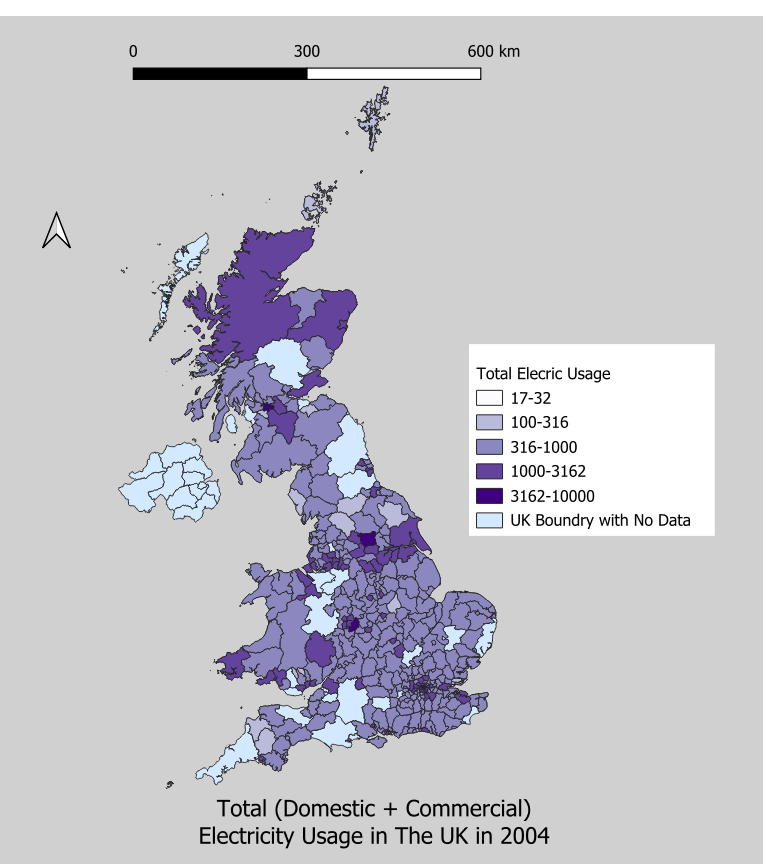 0 300 600 km
Total Elecric Usage
17-32
100-316
316-1000
1000-3162
3162-10000
UK Boundry with No Data
Total (Domestic + Commercial)
Electricity Usage in The UK in 2004